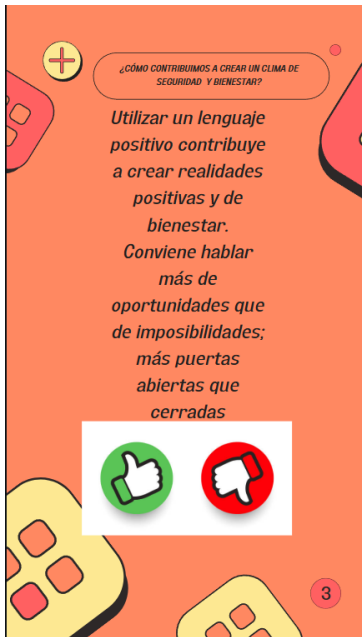 ¿CÓMO CONTRIBUIMOS A CREAR UN CLIMA DE
SEGURIDAD Y BIENESTAR?
Utilizar un lenguaje
positivo contribuye
a crear realidades
positivas y de
bienestar.
Conviene hablar
más de
oportunidades que
de imposibilidades;
más puertas
abiertas que
cerradas
3